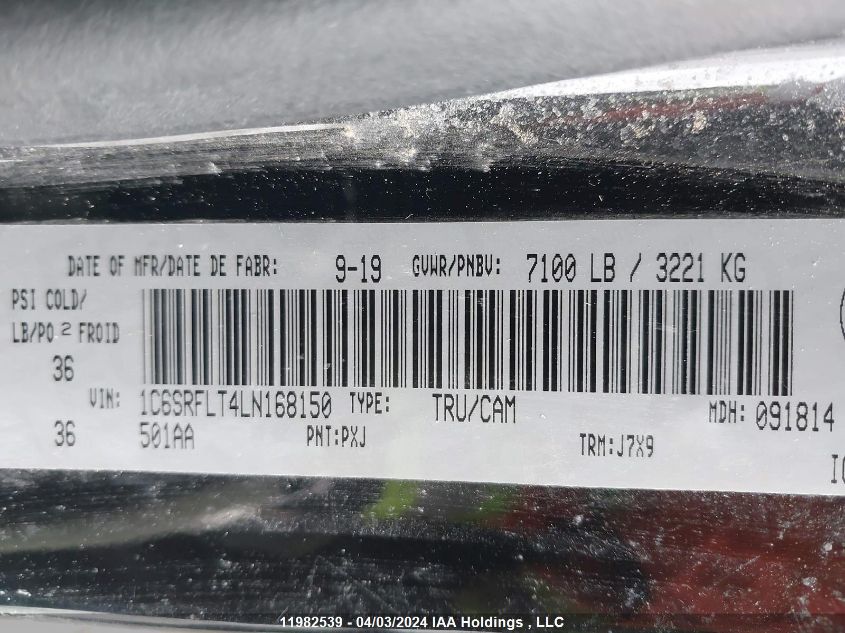 DATE OF MFR/DATE DE FABR: 9-19 GVWR/PNBV: 7100 LB / 3221 KG
PSI COLD/
LB/PO.² FROID
36
VIN: 1C6SRFLT4LN168150 TYPE: TRU/CAM MDH: 091814
36 501AA PNT:PXJ TRM:J7X9
11982539 - 04/03/2024 IAA Holdings , LLC